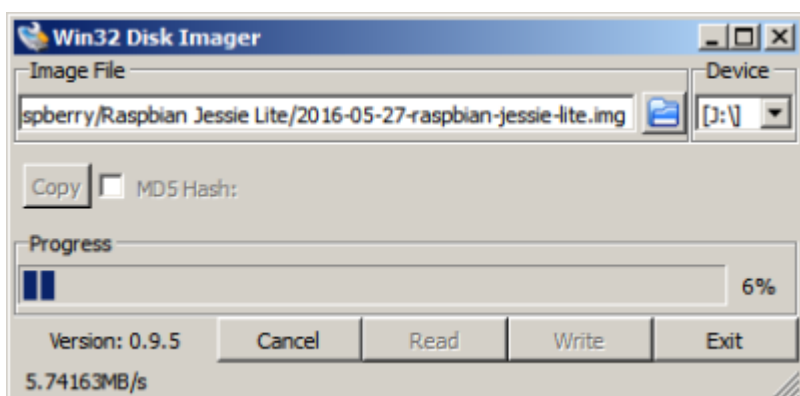 Win32 Disk Imager
Image File
Device
spberry/Raspbian Jessie Lite/2016-05-27-raspbian-jessie-lite.img [J:\]
Copy MD5 Hash:
Progress
6%
Version: 0.9.5 Cancel Read Write Exit
5.74163MB/s